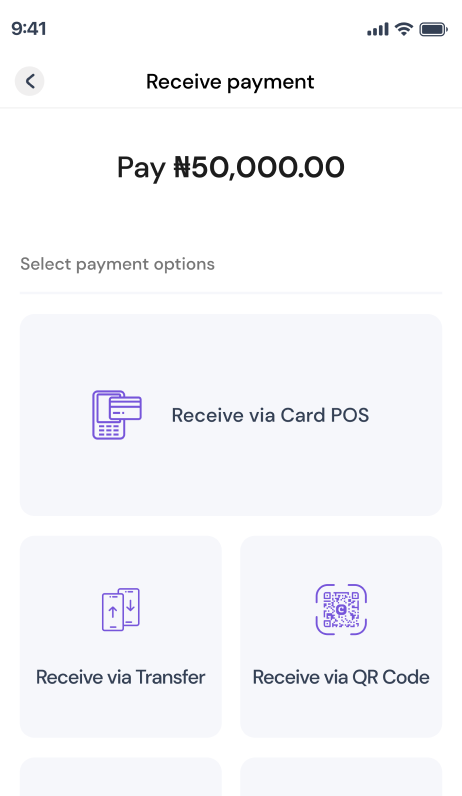 9:41
Receive payment
Pay ₦50,000.00
Select payment options
Receive via Card POS
Receive via Transfer
Receive via QR Code